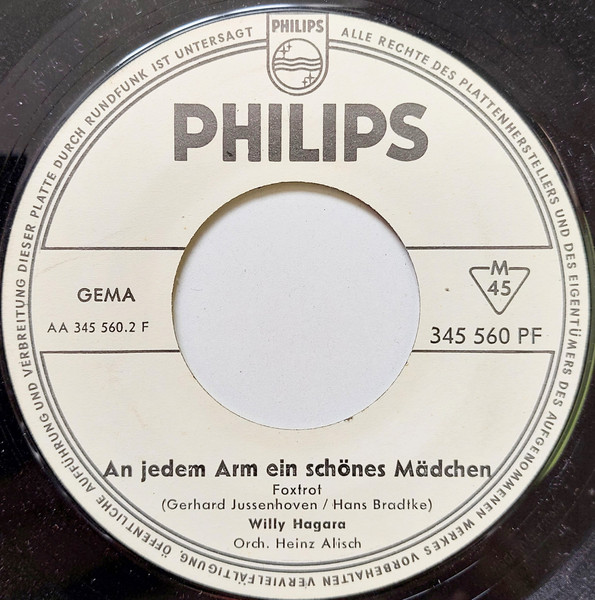 PHILIPS
PHILIPS
ALLE RECHTE DES PLATTENHERSTELLERS UND DES EIGENTÜMERS DES AUFGENOMMENEN WERKES VORBEHALTEN VERVIELFÄLTIGUNG, ÖFFENTLICHE AUFFÜHRUNG UND VERBREITUNG DIESER PLATTE DURCH RUNDFUNK IST UNTERSAGT
GEMA
AA 345 560.2 F
M
45
345 560 PF
An jedem Arm ein schönes Mädchen
Foxtrot
(Gerhard Jussenhoven / Hans Bradtke)
Willy Hagara
Orch. Heinz Alisch